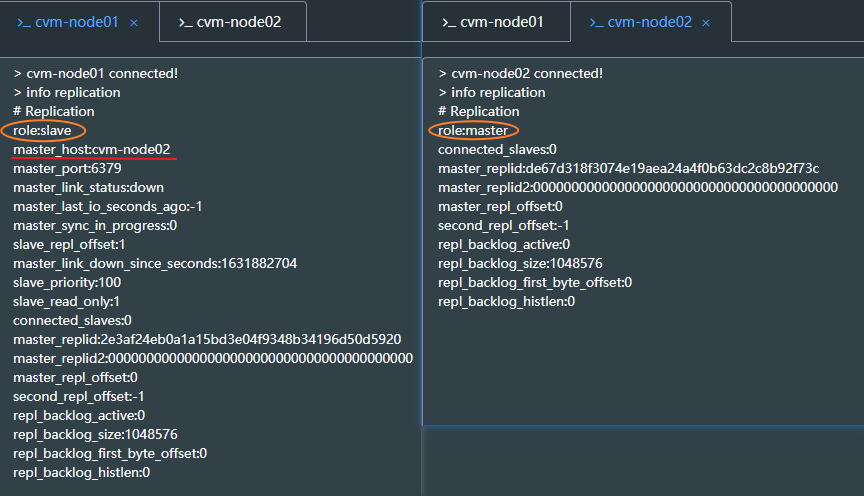 >_ cvm-node01 × >_ cvm-node02
> cvm-node01 connected!
> info replication
# Replication
role:slave
master_host:cvm-node02
master_port:6379
master_link_status:down
master_last_io_seconds_ago:-1
master_sync_in_progress:0
slave_repl_offset:1
master_link_down_since_seconds:1631882704
slave_priority:100
slave_read_only:1
connected_slaves:0
master_replid:2e3af24eb0a1a15bd3e04f9348b34196d50d5920
master_replid2:0000000000000000000000000000000000000000
master_repl_offset:0
second_repl_offset:-1
repl_backlog_active:0
repl_backlog_size:1048576
repl_backlog_first_byte_offset:0
repl_backlog_histlen:0
>_ cvm-node01 >_ cvm-node02 ×
> cvm-node02 connected!
> info replication
# Replication
role:master
connected_slaves:0
master_replid:de67d318f3074e19aea24a4f0b63dc2c8b92f73c
master_replid2:0000000000000000000000000000000000000000
master_repl_offset:0
second_repl_offset:-1
repl_backlog_active:0
repl_backlog_size:1048576
repl_backlog_first_byte_offset:0
repl_backlog_histlen:0